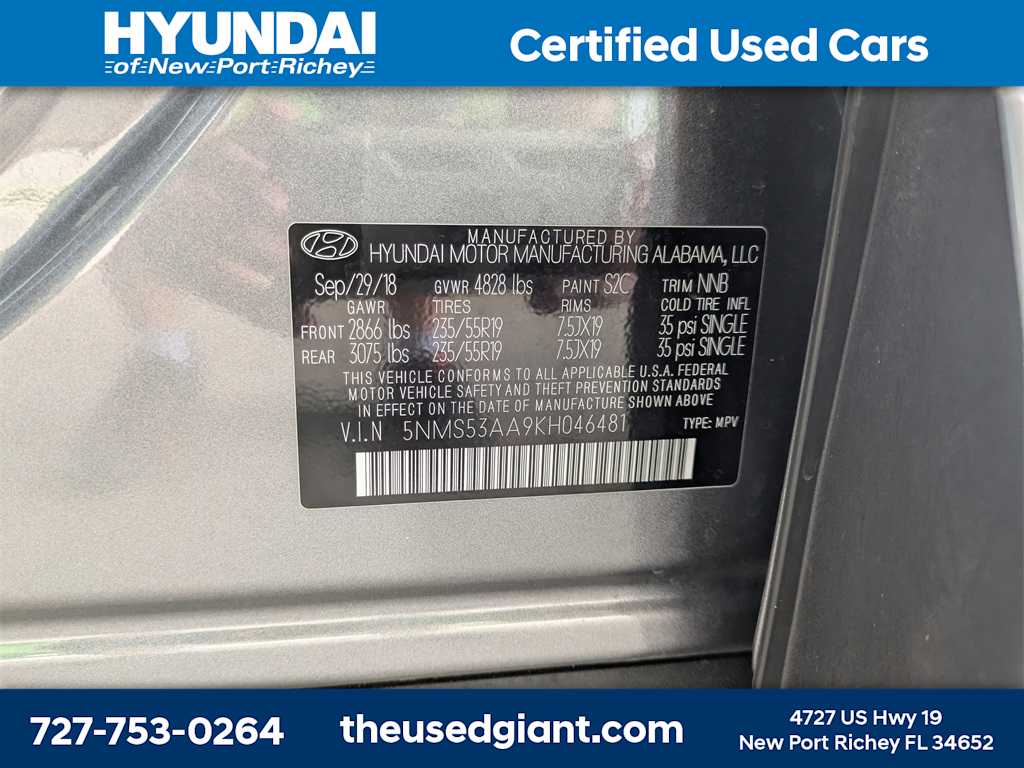 HYUNDAI
of New Port Richey
Certified Used Cars
MANUFACTURED BY
HYUNDAI MOTOR MANUFACTURING ALABAMA, LLC
Sep/29/18 GVWR 4828 lbs PAINT S2C TRIM NNB
GAWR TIRES RIMS COLD TIRE INFL
FRONT 2866 lbs 235/55R19 7.5JX19 35 psi SINGLE
REAR 3075 lbs 235/55R19 7.5JX19 35 psi SINGLE
THIS VEHICLE CONFORMS TO ALL APPLICABLE U.S.A. FEDERAL
MOTOR VEHICLE SAFETY AND THEFT PREVENTION STANDARDS
IN EFFECT ON THE DATE OF MANUFACTURE SHOWN ABOVE
V.I.N 5NMS53AA9KH046481 TYPE: MPV
727-753-0264
theusedgiant.com
4727 US Hwy 19
New Port Richey FL 34652